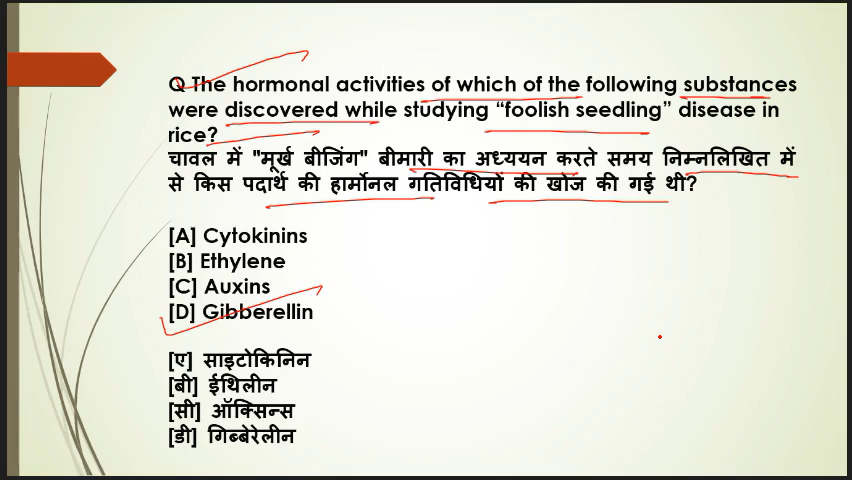 Q The hormonal activities of which of the following substances
were discovered while studying “foolish seedling” disease in
rice?
चावल में "मूर्ख बीजिंग" बीमारी का अध्ययन करते समय निम्नलिखित में
से किस पदार्थ की हार्मोनल गतिविधियों की खोज की गई थी?
[A] Cytokinins
[B] Ethylene
[C] Auxins
[D] Gibberellin
[ए] साइटोकिनिन
[बी] ईथिलीन
[सी] ऑक्सिन्स
[डी] गिब्बेरेलीन